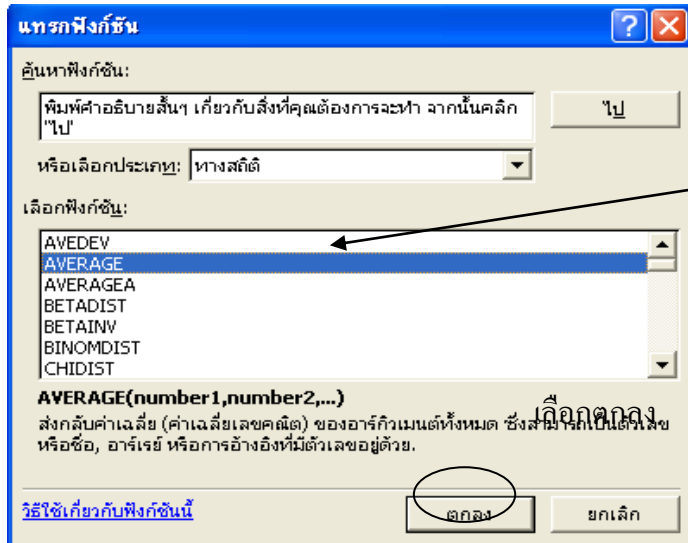 แทรกฟังก์ชัน
ค้นหาฟังก์ชัน:
พิมพ์คำอธิบายสั้นๆ เกี่ยวกับสิ่งที่คุณต้องการจะทำ จากนั้นคลิก
'ไป'
ไป
หรือเลือกประเภท: ทางสถิติ
เลือกฟังก์ชัน:
AVEDEV
AVERAGE
AVERAGEA
BETADIST
BETAINV
BINOMDIST
CHIDIST
AVERAGE(number1,number2,...)
เลือกตกลง
ส่งกลับค่าเฉลี่ย (ค่าเฉลี่ยเลขคณิต) ของอาร์กิวเมนต์ทั้งหมด ซึ่งสามารถเป็นตัวเลข
หรือชื่อ, อาร์เรย์ หรือการอ้างอิงที่มีตัวเลขอยู่ด้วย.
วิธีใช้เกี่ยวกับฟังก์ชันนี้
ตกลง
ยกเลิก